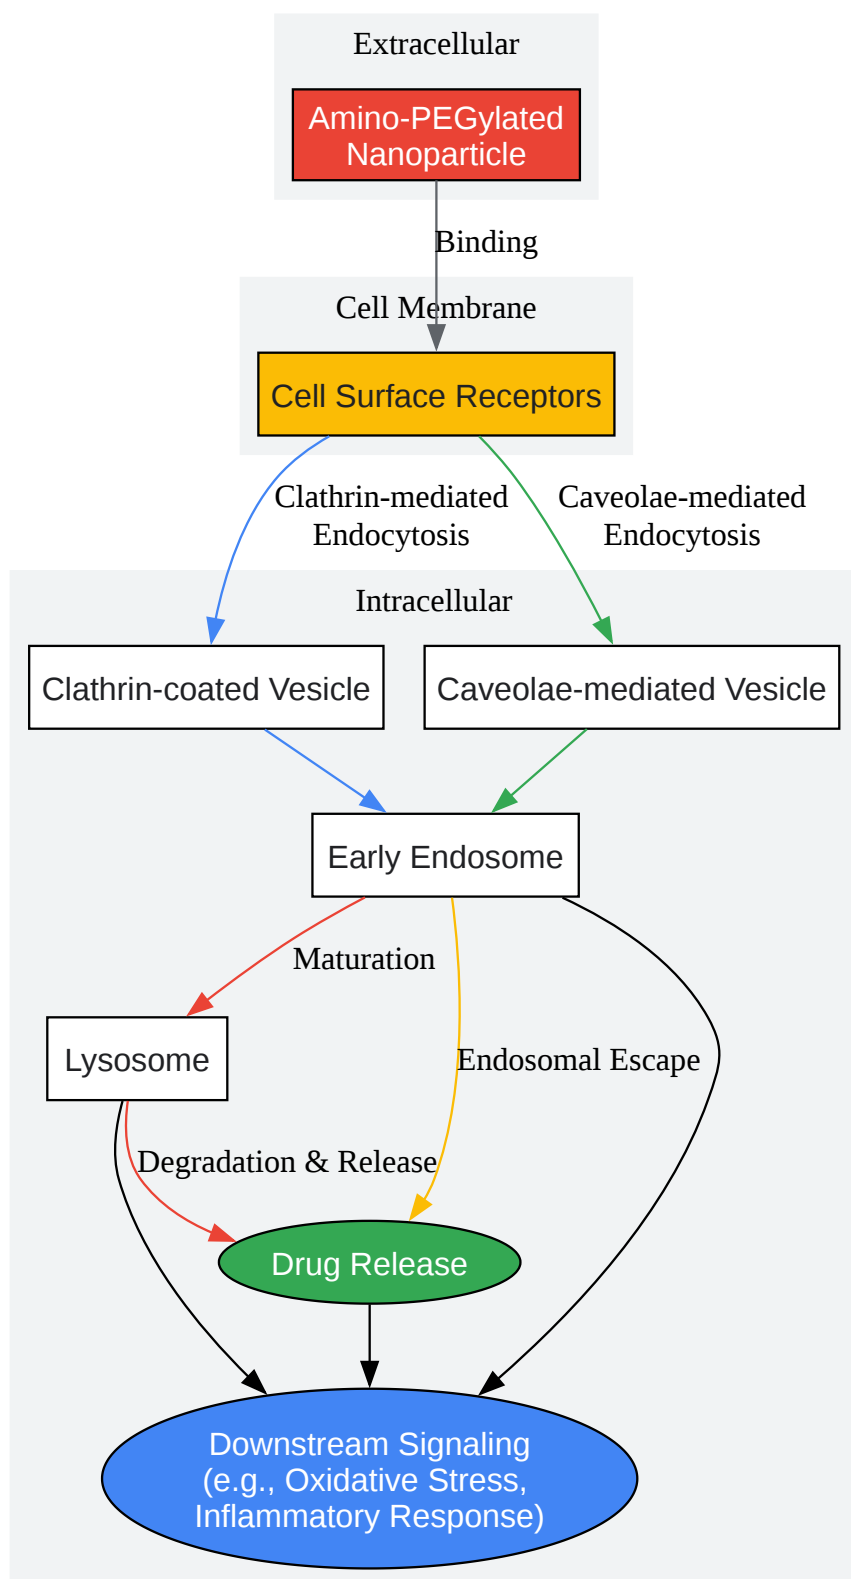 Extracellular
Amino-PEGylated
Nanoparticle
Binding
Cell Membrane
Cell Surface Receptors
Clathrin-mediated
Endocytosis
Caveolae-mediated
Endocytosis
Intracellular
Clathrin-coated Vesicle
Caveolae-mediated Vesicle
Early Endosome
Maturation
Lysosome
Endosomal Escape
Degradation & Release
Drug Release
Downstream Signaling
(e.g., Oxidative Stress,
Inflammatory Response)